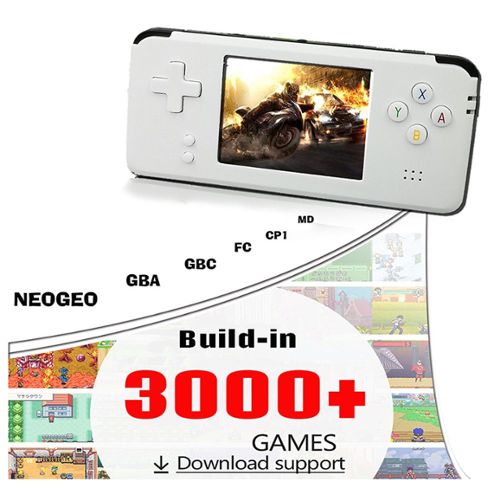 X
Y A
B
MD
CP1
FC
GBC
GBA
NEOGEO
Build-in
3000+
GAMES
Download support